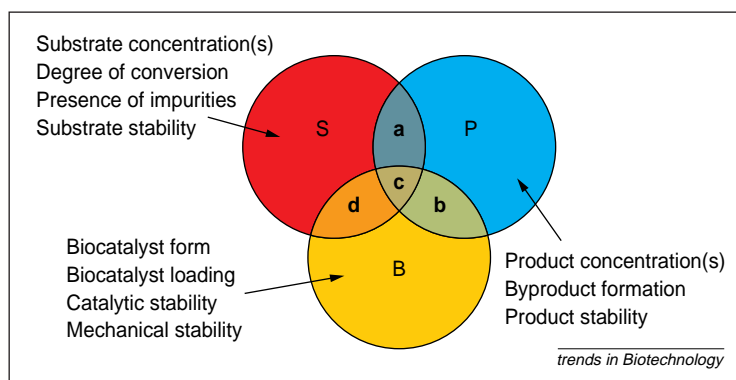 Substrate concentration(s)
Degree of conversion
Presence of impurities
Substrate stability
S
a
P
c
d
b
B
Biocatalyst form
Biocatalyst loading
Catalytic stability
Mechanical stability
Product concentration(s)
Byproduct formation
Product stability
trends in Biotechnology